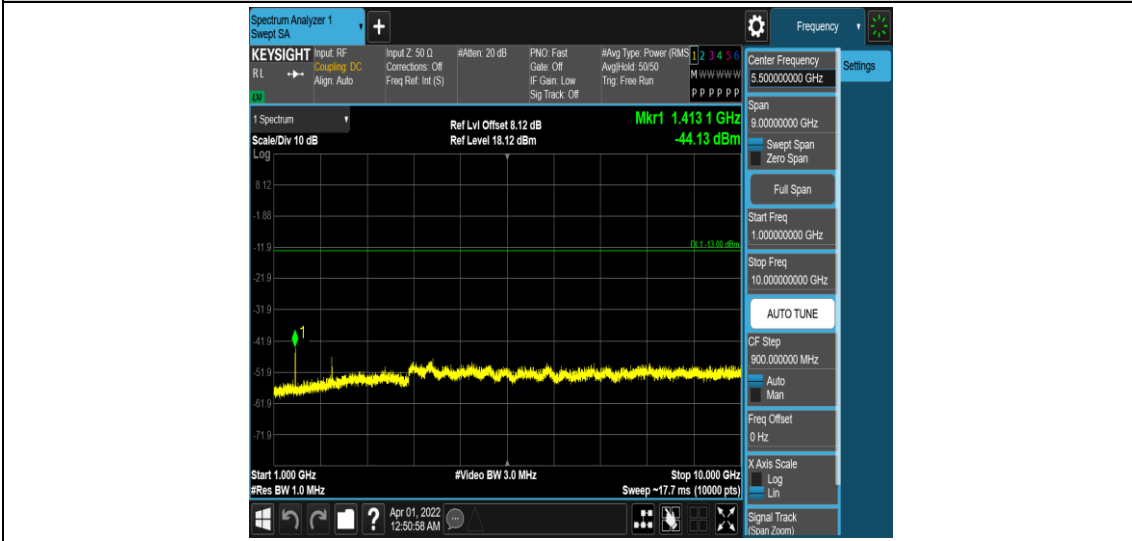 Spectrum Analyzer 1
Swept SA
+
Frequency
KEYSIGHT Input: RF Input Z: 50 Ω #Atten: 20 dB PNO: Fast #Avg Type: Power (RMS 1 2 3 4 5 6
RL Coupling: DC Corrections: Off Gate: Off Avg|Hold: 50/50 M W W W W W
Align: Auto Freq Ref: Int (S) IF Gain: Low Trig: Free Run
Sig Track: Off P P P P P P
1 Spectrum
Ref Lvl Offset 8.12 dB
Mkr1 1.413 1 GHz
Scale/Div 10 dB
Ref Level 18.12 dBm
-44.13 dBm
Log
8.12
-1.88
-11.9
DL1 -13.00 dBm
-21.9
-31.9
1
-41.9
-51.9
-61.9
-71.9
Start 1.000 GHz
#Video BW 3.0 MHz
Stop 10.000 GHz
#Res BW 1.0 MHz
Sweep ~17.7 ms (10000 pts)
Center Frequency
5.500000000 GHz
Settings
Span
9.00000000 GHz
Swept Span
Zero Span
Full Span
Start Freq
1.000000000 GHz
Stop Freq
10.000000000 GHz
AUTO TUNE
CF Step
900.000000 MHz
Auto
Man
Freq Offset
0 Hz
X Axis Scale
Log
Lin
Signal Track
(Span Zoom)
?
Apr 01, 2022
12:50:58 AM